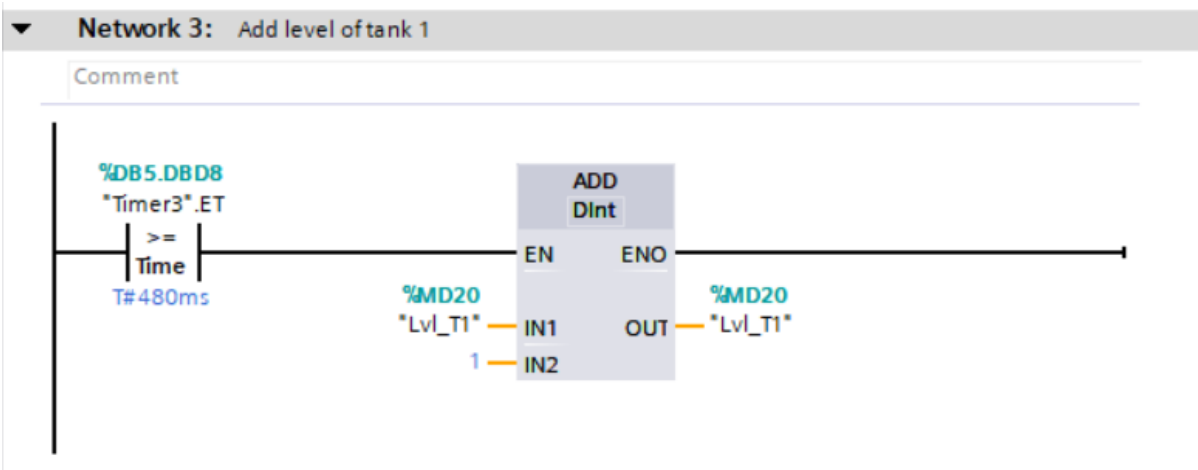 Network 3: Add level of tank 1
Comment
%DB5.DBD8
"Timer3".ET
>=
Time
T#480ms
ADD
DInt
EN ENO
%MD20 %MD20
"Lvl_T1" IN1 OUT "Lvl_T1"
1 IN2